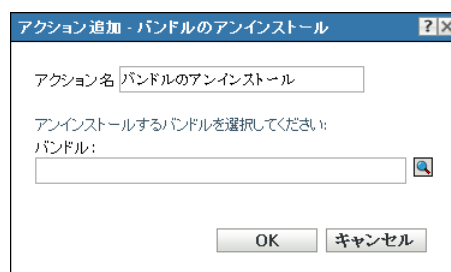 アクション追加 - バンドルのアンインストール ? ×
アクション名 バンドルのアンインストール
アンインストールするバンドルを選択してください:
バンドル:
OK キャンセル